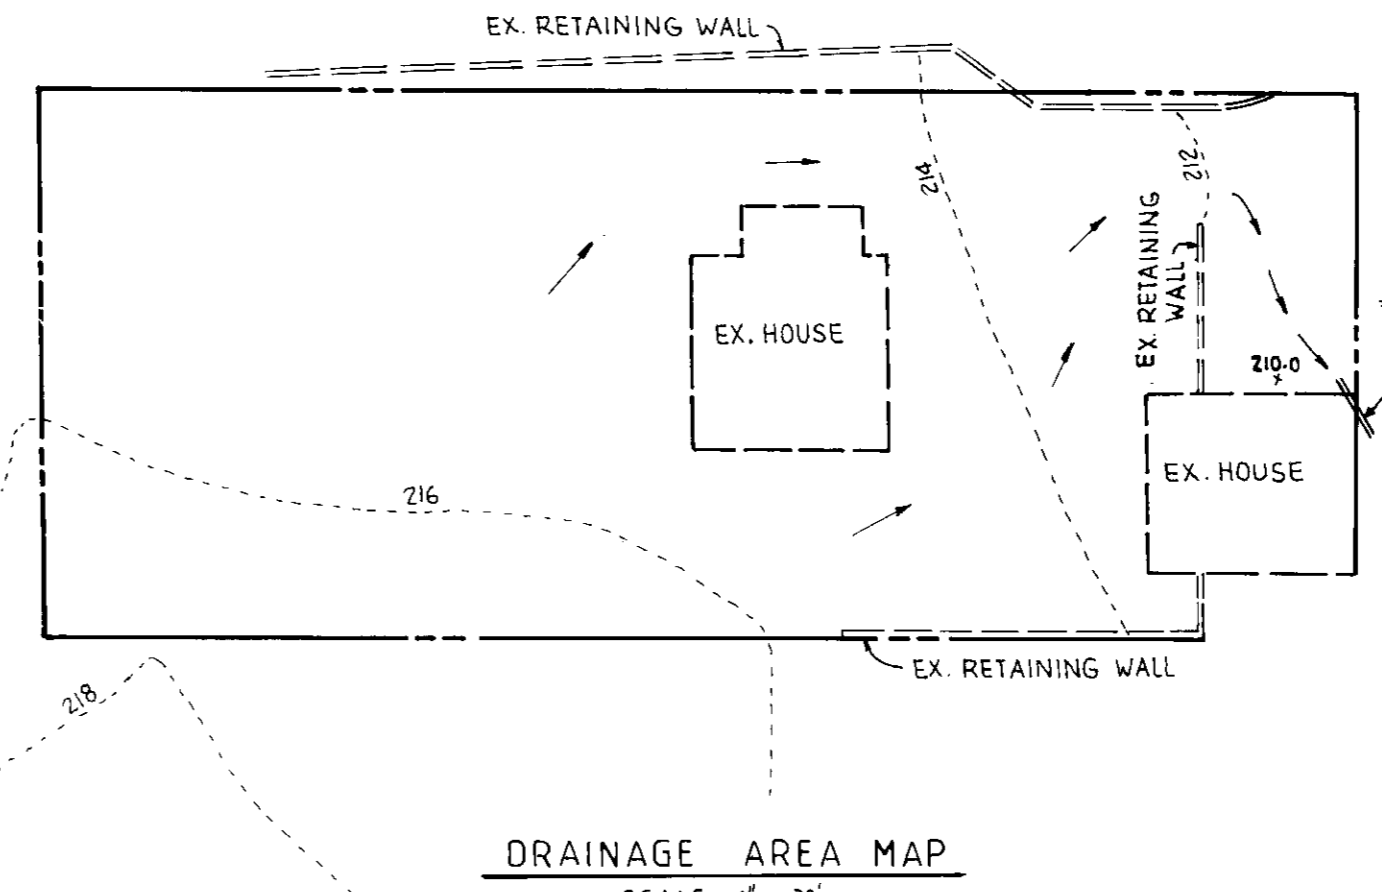 EX. RETAINING WALL
214
212
EX. RETAINING
WALL
EX. HOUSE
210.0
x
EX. HOUSE
216
EX. RETAINING WALL
218
DRAINAGE AREA MAP